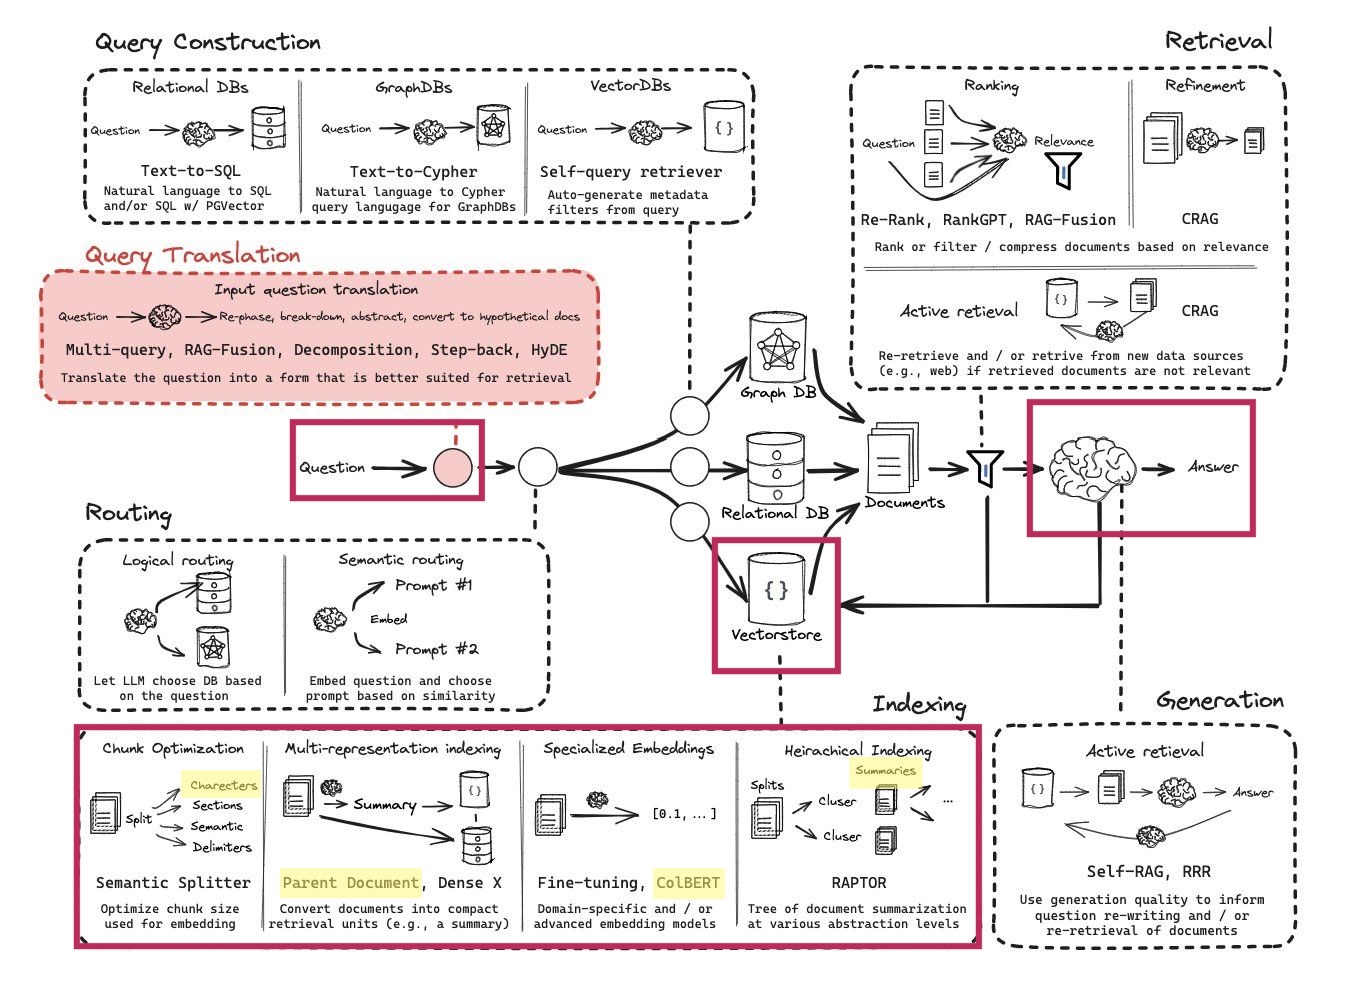 Query Construction
Relational DBs
Question
Text-to-SQL
Natural language to SQL
and/or SQL w/ PGVector
GraphDBs
Question
Text-to-Cypher
Natural language to Cypher
query langugage for GraphDBs
VectorDBs
Question
{ }
Self-query retriever
Auto-generate metadata
filters from query
Retrieval
Ranking
Question
Relevance
Re-Rank, RankGPT, RAG-Fusion
Refinement
CRAG
Rank or filter / compress documents based on relevance
Active retieval
{ }
CRAG
Re-retrieve and / or retrive from new data sources
(e.g., web) if retrieved documents are not relevant
Query Translation
Input question translation
Question
Re-phase, break-down, abstract, convert to hypothetical docs
Multi-query, RAG-Fusion, Decomposition, Step-back, HyDE
Translate the question into a form that is better suited for retrieval
Question
Graph DB
Relational DB
{ }
Vectorstore
Documents
Answer
Routing
Logical routing
Let LLM choose DB based
on the question
Semantic routing
Prompt #1
Embed
Prompt #2
Embed question and choose
prompt based on similarity
Indexing
Chunk Optimization
Split
Charecters
Sections
Semantic
Delimiters
Semantic Splitter
Optimize chunk size
used for embedding
Multi-representation indexing
Summary
{ }
Parent Document, Dense X
Convert documents into compact
retrieval units (e.g., a summary)
Specialized Embeddings
[0.1, ...]
Fine-tuning, ColBERT
Domain-specific and / or
advanced embedding models
Heirachical Indexing
Summaries
Splits
Cluser
Cluser
...
RAPTOR
Tree of document summarization
at various abstraction levels
Generation
Active retieval
{ }
Answer
Self-RAG, RRR
Use generation quality to inform
question re-writing and / or
re-retrieval of documents